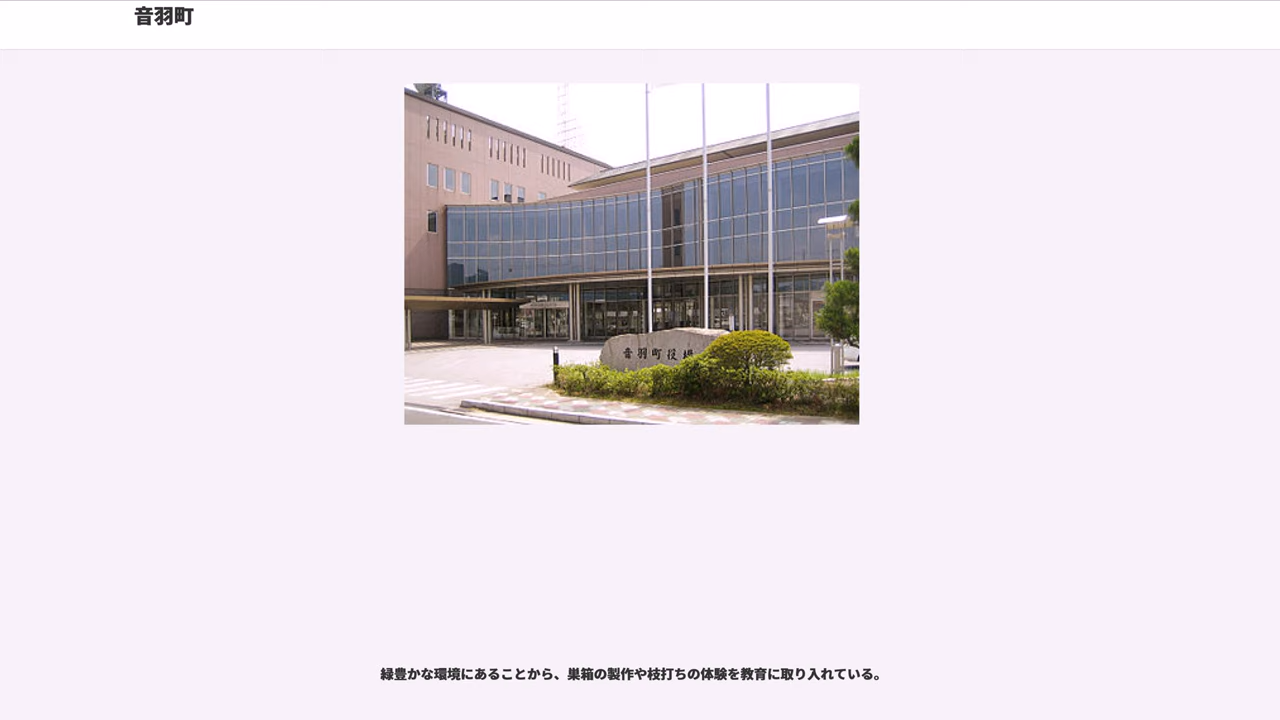 音羽町
音羽町役場
緑豊かな環境にあることから、巣箱の製作や枝打ちの体験を教育に取り入れている。